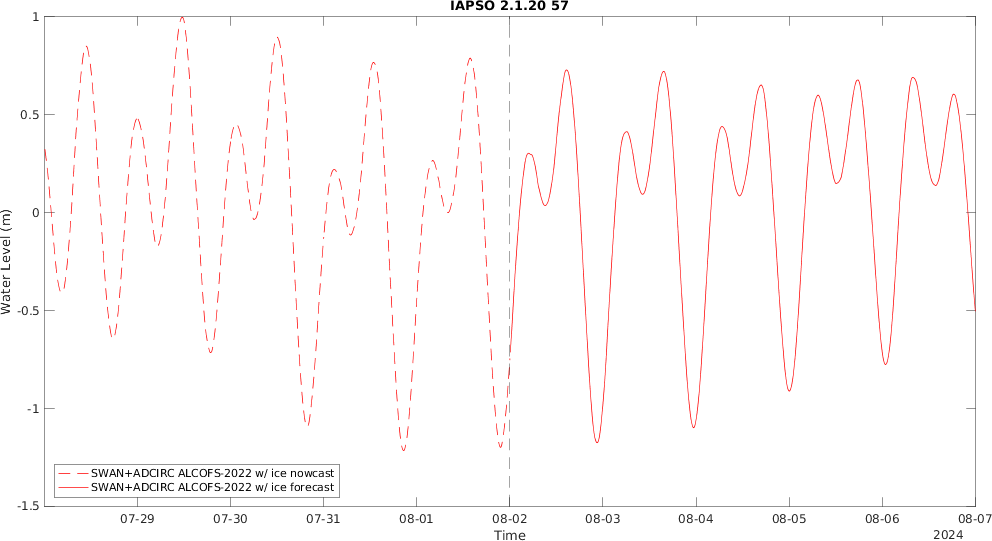 IAPSO 2.1.20 57
1
0.5
0
-0.5
-1
-1.5
Water Level (m)
SWAN+ADCIRC ALCOFS-2022 w/ ice nowcast
SWAN+ADCIRC ALCOFS-2022 w/ ice forecast
07-29 07-30 07-31 08-01 08-02 08-03 08-04 08-05 08-06 08-07
Time
2024